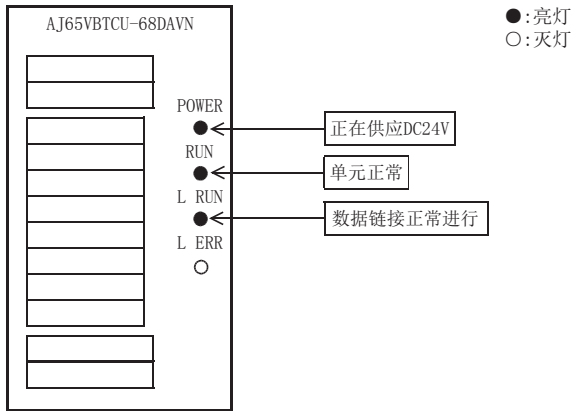 AJ65VBTCU-68DAVN
●:亮灯
○:灭灯
POWER
正在供应DC24V
RUN
单元正常
L RUN
数据链接正常进行
L ERR